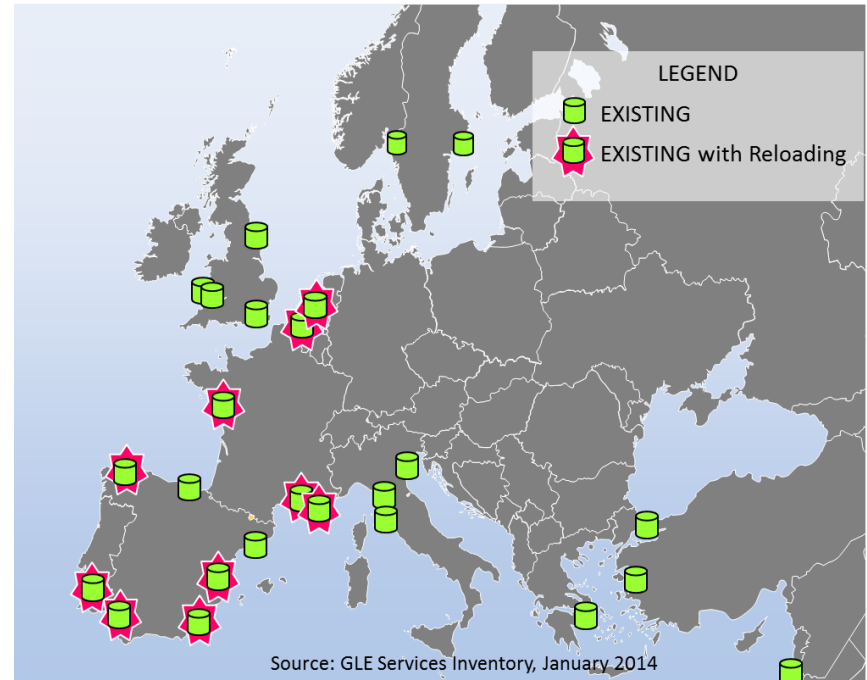 LEGEND
EXISTING
EXISTING with Reloading
Source: GLE Services Inventory, January 2014